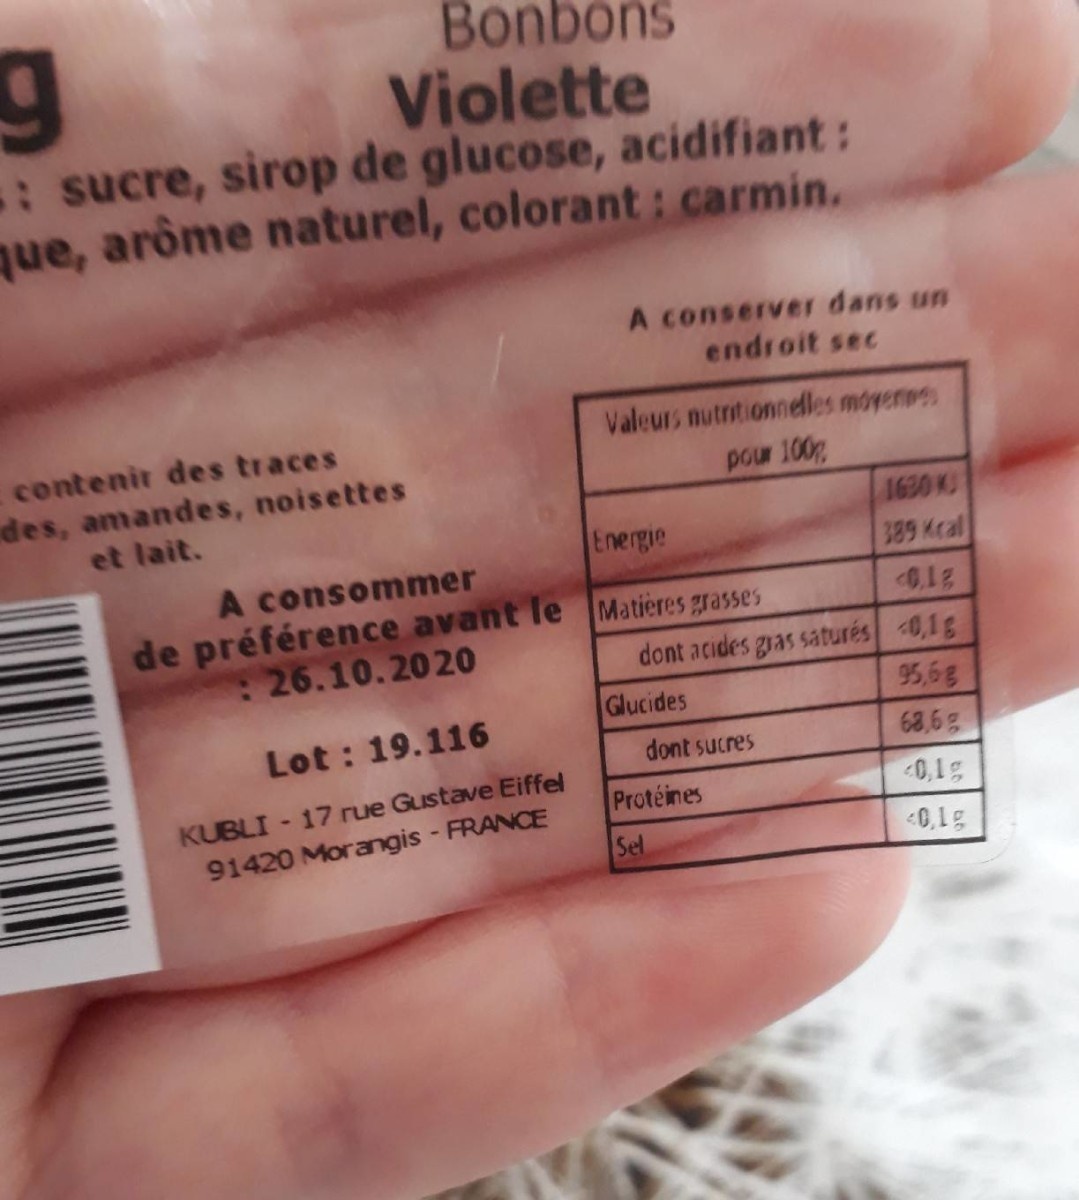 g
Bonbons
Violette
: sucre, sirop de glucose, acidifiant :
que, arôme naturel, colorant : carmin.
A conserver dans un
endroit sec
contenir des traces
des, amandes, noisettes
et lait.
A consommer
de préférence avant le
: 26.10.2020
Lot : 19.116
KUBLI - 17 rue Gustave Eiffel
91420 Morangis - FRANCE
Valeurs nutritionnelles moyennes
pour 100g
Energie 1630 KJ
389 Kcal
Matières grasses <0,1 g
dont acides gras saturés <0,1 g
Glucides 95,6 g
dont sucres 68,6 g
Protéines <0,1 g
Sel <0,1 g